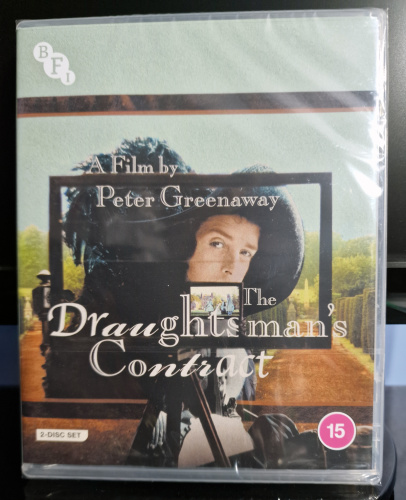 BFI
A Film by
Peter Greenaway
The
Draughtsman's
Contract
2-DISC SET
15